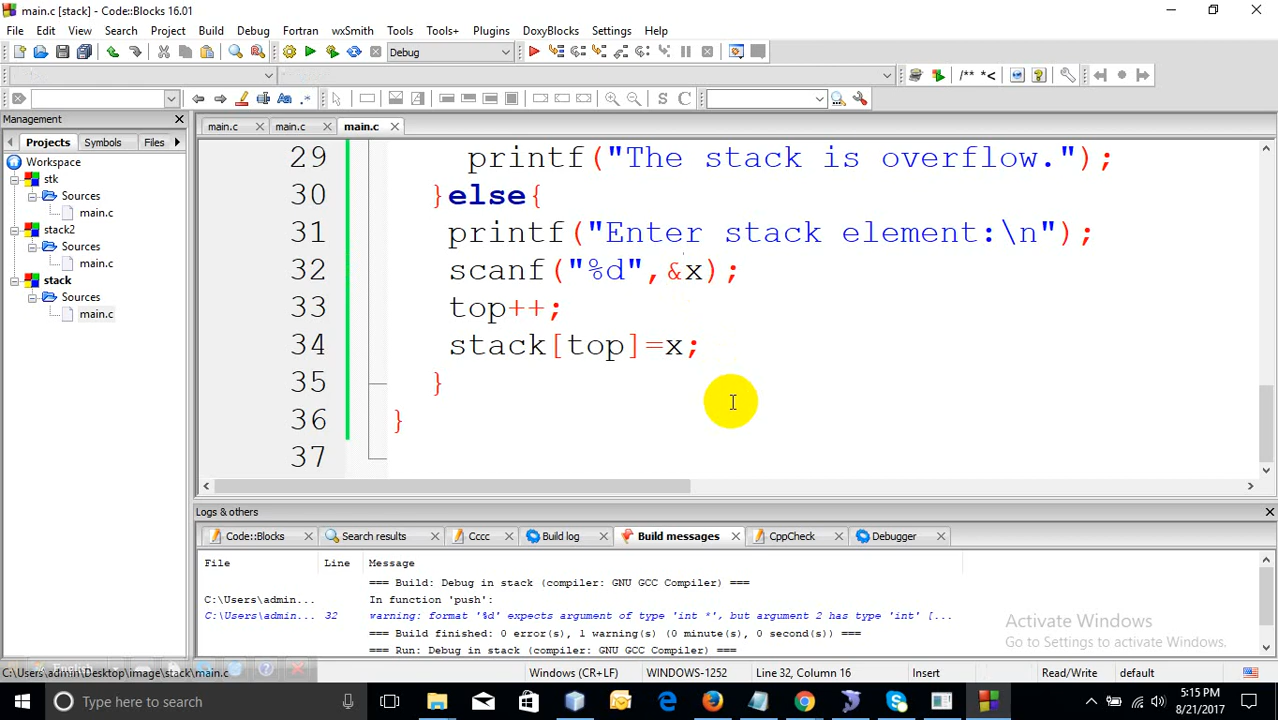 main.c [stack] - Code::Blocks 16.01
File Edit View Search Project Build Debug Fortran wxSmith Tools Tools+ Plugins DoxyBlocks Settings Help
Debug
/** *<
S C
Management
Projects Symbols Files
Workspace
stk
Sources
main.c
stack2
Sources
main.c
stack
Sources
main.c
main.c main.c main.c
29 printf("The stack is overflow.");
30 }else{
31 printf("Enter stack element:\n");
32 scanf("%d",&x);
33 top++;
34 stack[top]=x;
35 }
36 }
37
Logs & others
Code::Blocks Search results Cccc Build log Build messages CppCheck Debugger
File Line Message
=== Build: Debug in stack (compiler: GNU GCC Compiler) ===
C:\Users\admin... In function 'push':
C:\Users\admin... 32 warning: format '%d' expects argument of type 'int *', but argument 2 has type 'int' [...
=== Build finished: 0 error(s), 1 warning(s) (0 minute(s), 0 second(s)) ===
=== Run: Debug in stack (compiler: GNU GCC Compiler) ===
Activate Windows
Go to Settings to activate Windows.
C:\Users\admin\Desktop\image\stack\main.c Windows (CR+LF) WINDOWS-1252 Line 32, Column 16 Insert Read/Write default
Type here to search
5:15 PM
8/21/2017